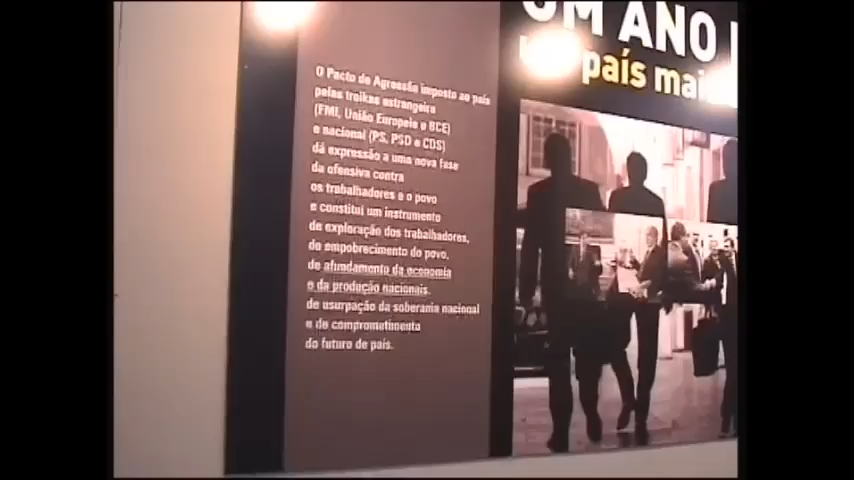 UM ANO
país mais
O Pacto de Agressão imposto ao país
pelas troikas estrangeira
(FMI, União Europeia e BCE)
e nacional (PS, PSD e CDS)
dá expressão a uma nova fase
da ofensiva contra
os trabalhadores e o povo
e constitui um instrumento
de exploração dos trabalhadores,
de empobrecimento do povo,
de afundamento da economia
e da produção nacionais,
de usurpação da soberania nacional
e de comprometimento
do futuro de país.